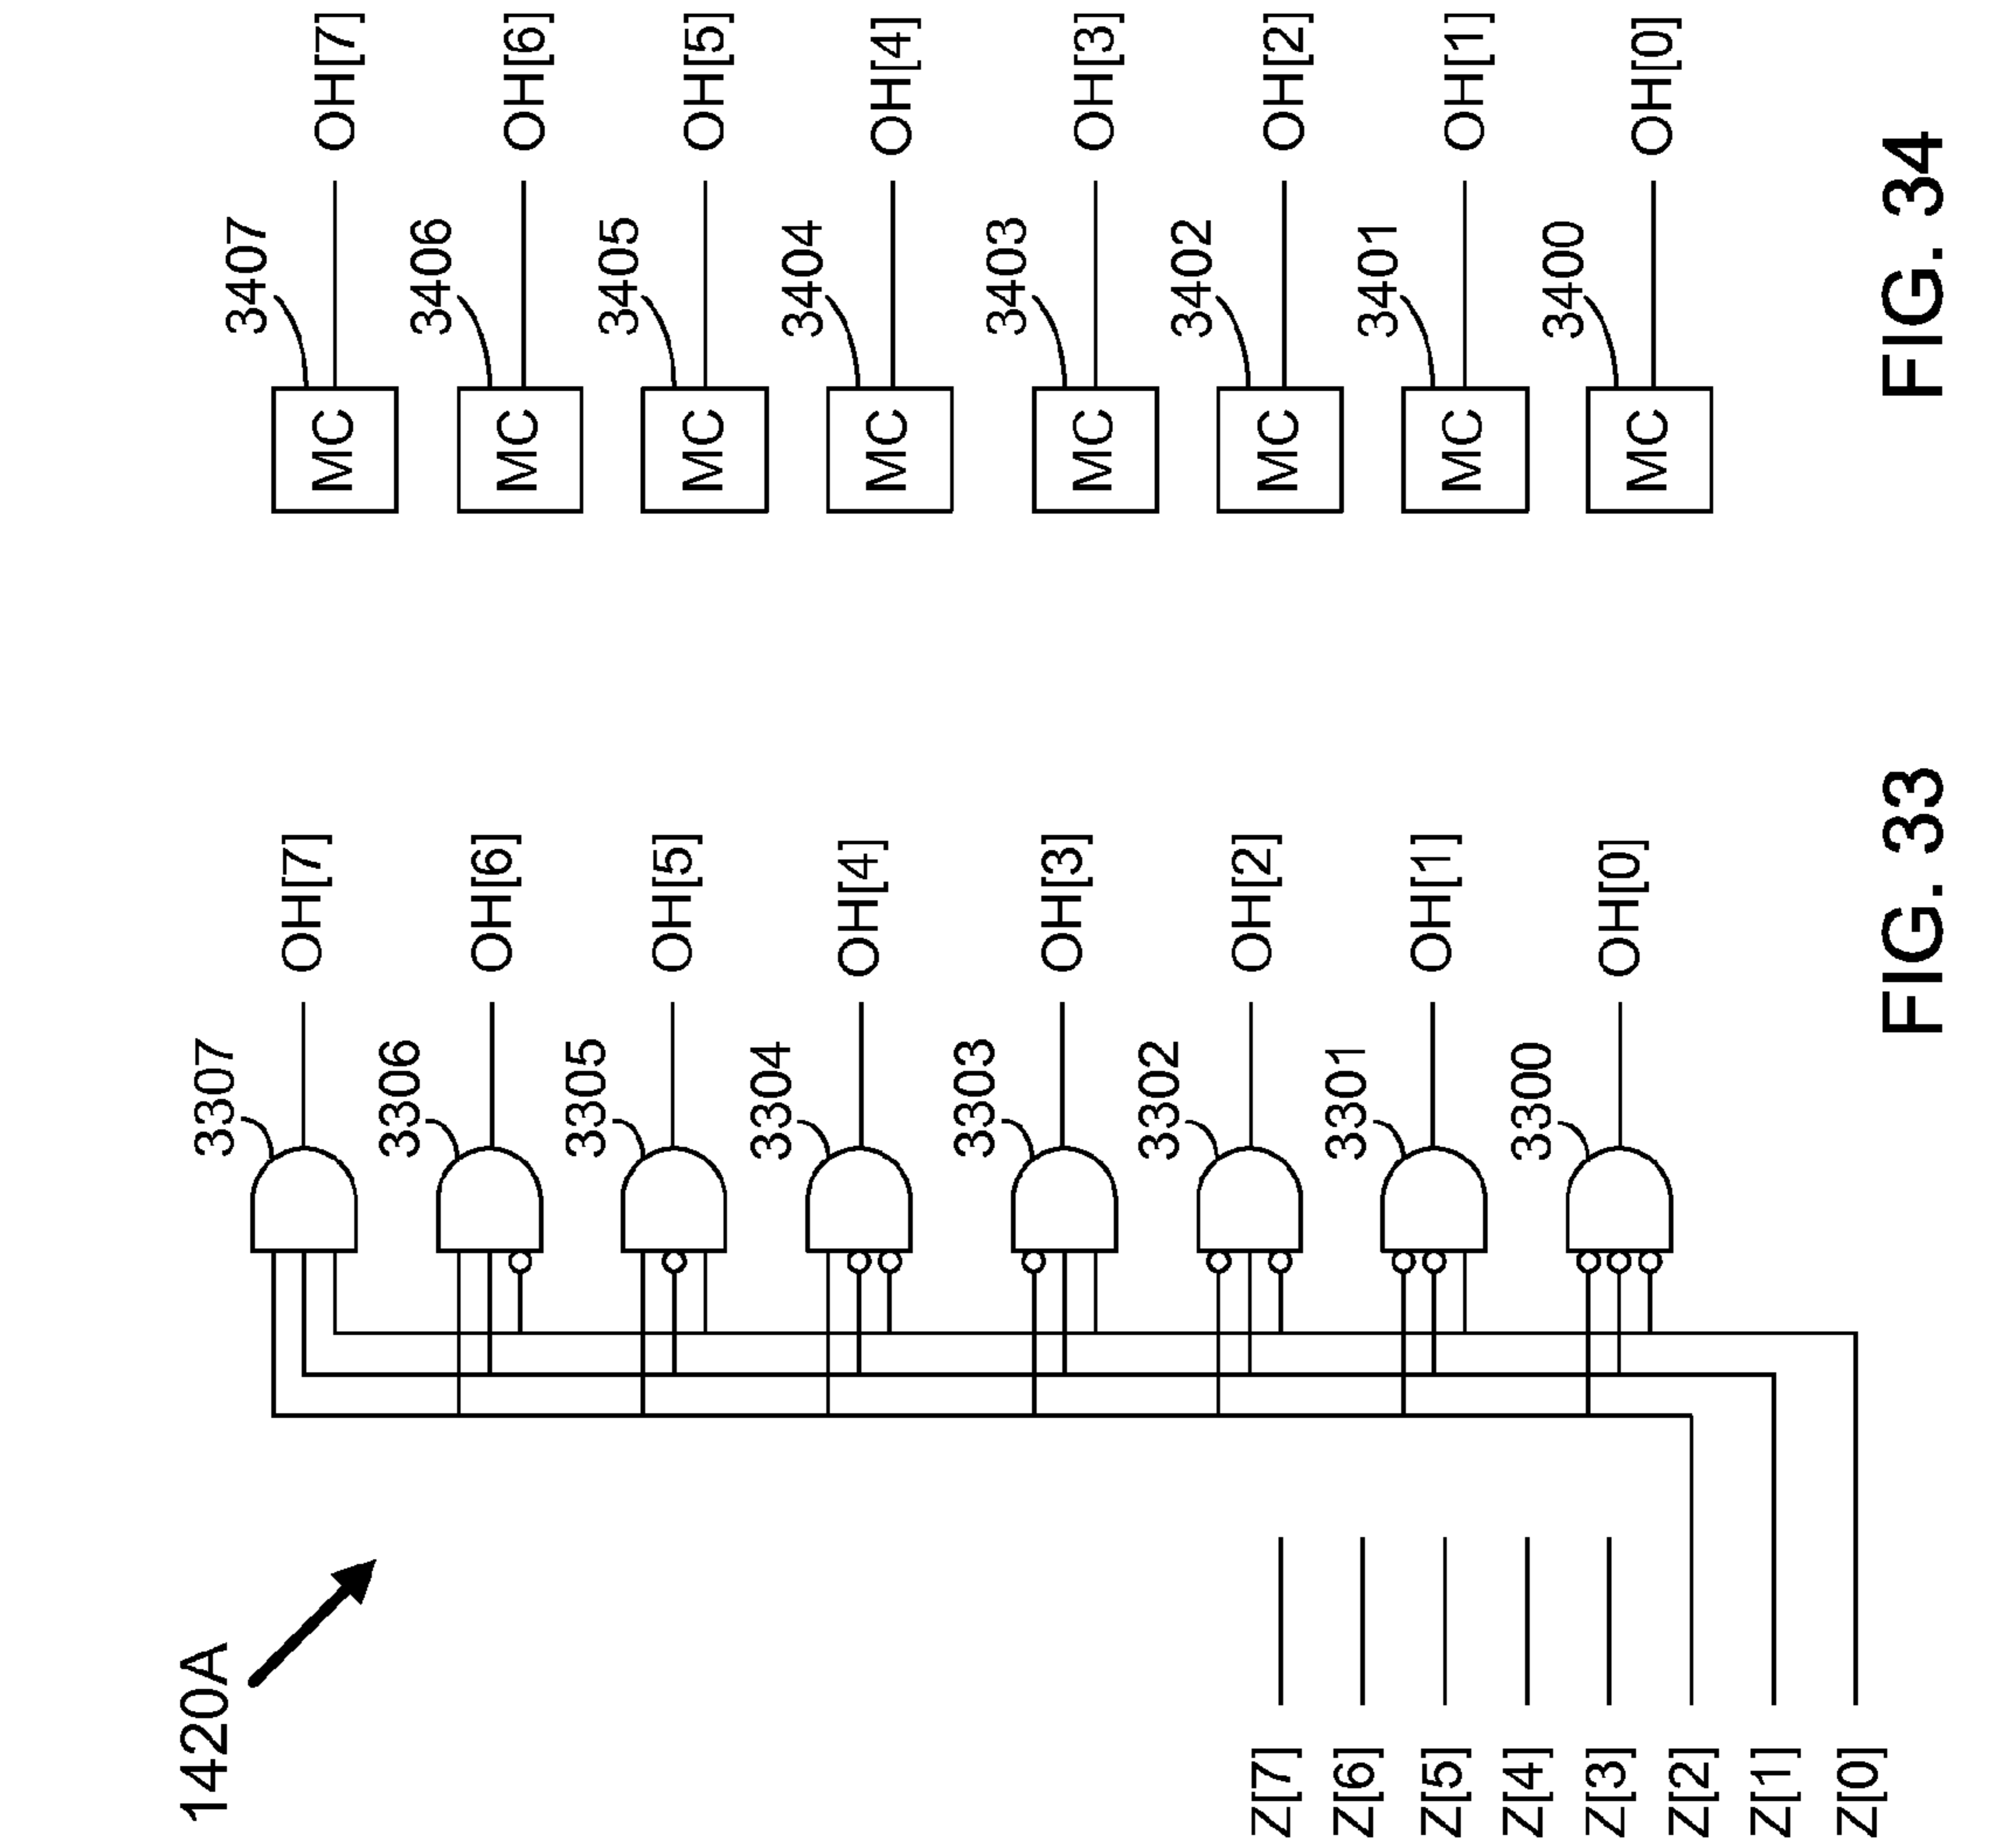 1420A
Z[7]
Z[6]
Z[5]
Z[4]
Z[3]
Z[2]
Z[1]
Z[0]
3307
3306
3305
3304
3303
3302
3301
3300
OH[7]
OH[6]
OH[5]
OH[4]
OH[3]
OH[2]
OH[1]
OH[0]
FIG. 33
MC
MC
MC
MC
MC
MC
MC
MC
3407
3406
3405
3404
3403
3402
3401
3400
OH[7]
OH[6]
OH[5]
OH[4]
OH[3]
OH[2]
OH[1]
OH[0]
FIG. 34